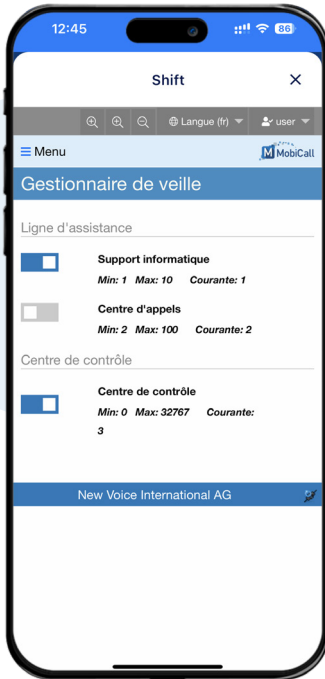 12:45 86
Shift
Langue (fr) user
Menu MobiCall
Gestionnaire de veille
Ligne d'assistance
Support informatique
Min: 1 Max: 10 Courante: 1
Centre d'appels
Min: 2 Max: 100 Courante: 2
Centre de contrôle
Centre de contrôle
Min: 0 Max: 32767 Courante:
3
New Voice International AG